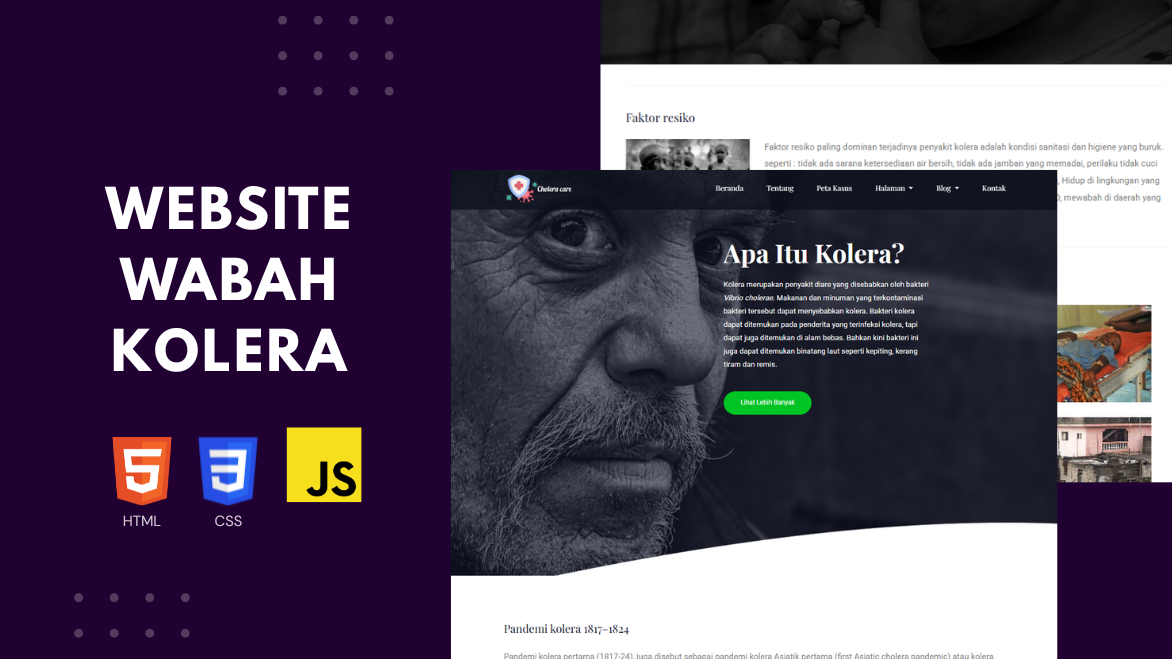 WEBSITE
WABAH
KOLERA
5
3
JS
HTML
CSS
Faktor resiko
Faktor resiko paling dominan terjadinya penyakit kolera adalah kondisi sanitasi dan higiene yang buruk.
seperti : tidak ada sarana ketersediaan air bersih, tidak ada jamban yang memadai, perilaku tidak cuci
, Hidup di lingkungan yang
, mewabah di daerah yang
Cholera care
Beranda
Tentang
Peta Kasus
Halaman
Blog
Kontak
Apa Itu Kolera?
Kolera merupakan penyakit diare yang disebabkan oleh bakteri
Vibrio cholerae. Makanan dan minuman yang terkontaminasi
bakteri tersebut dapat menyebabkan kolera. Bakteri kolera
dapat ditemukan pada penderita yang terinfeksi kolera, tapi
dapat juga ditemukan di alam bebas. Bahkan kini bakteri ini
juga dapat ditemukan binatang laut seperti kepiting, kerang
tiram dan remis.
Lihat Lebih Banyak
Pandemi kolera 1817–1824
Pandemi kolera pertama (1817-24), juga disebut sebagai pandemi kolera Asiatik pertama (first Asiatic cholera pandemic) atau kolera